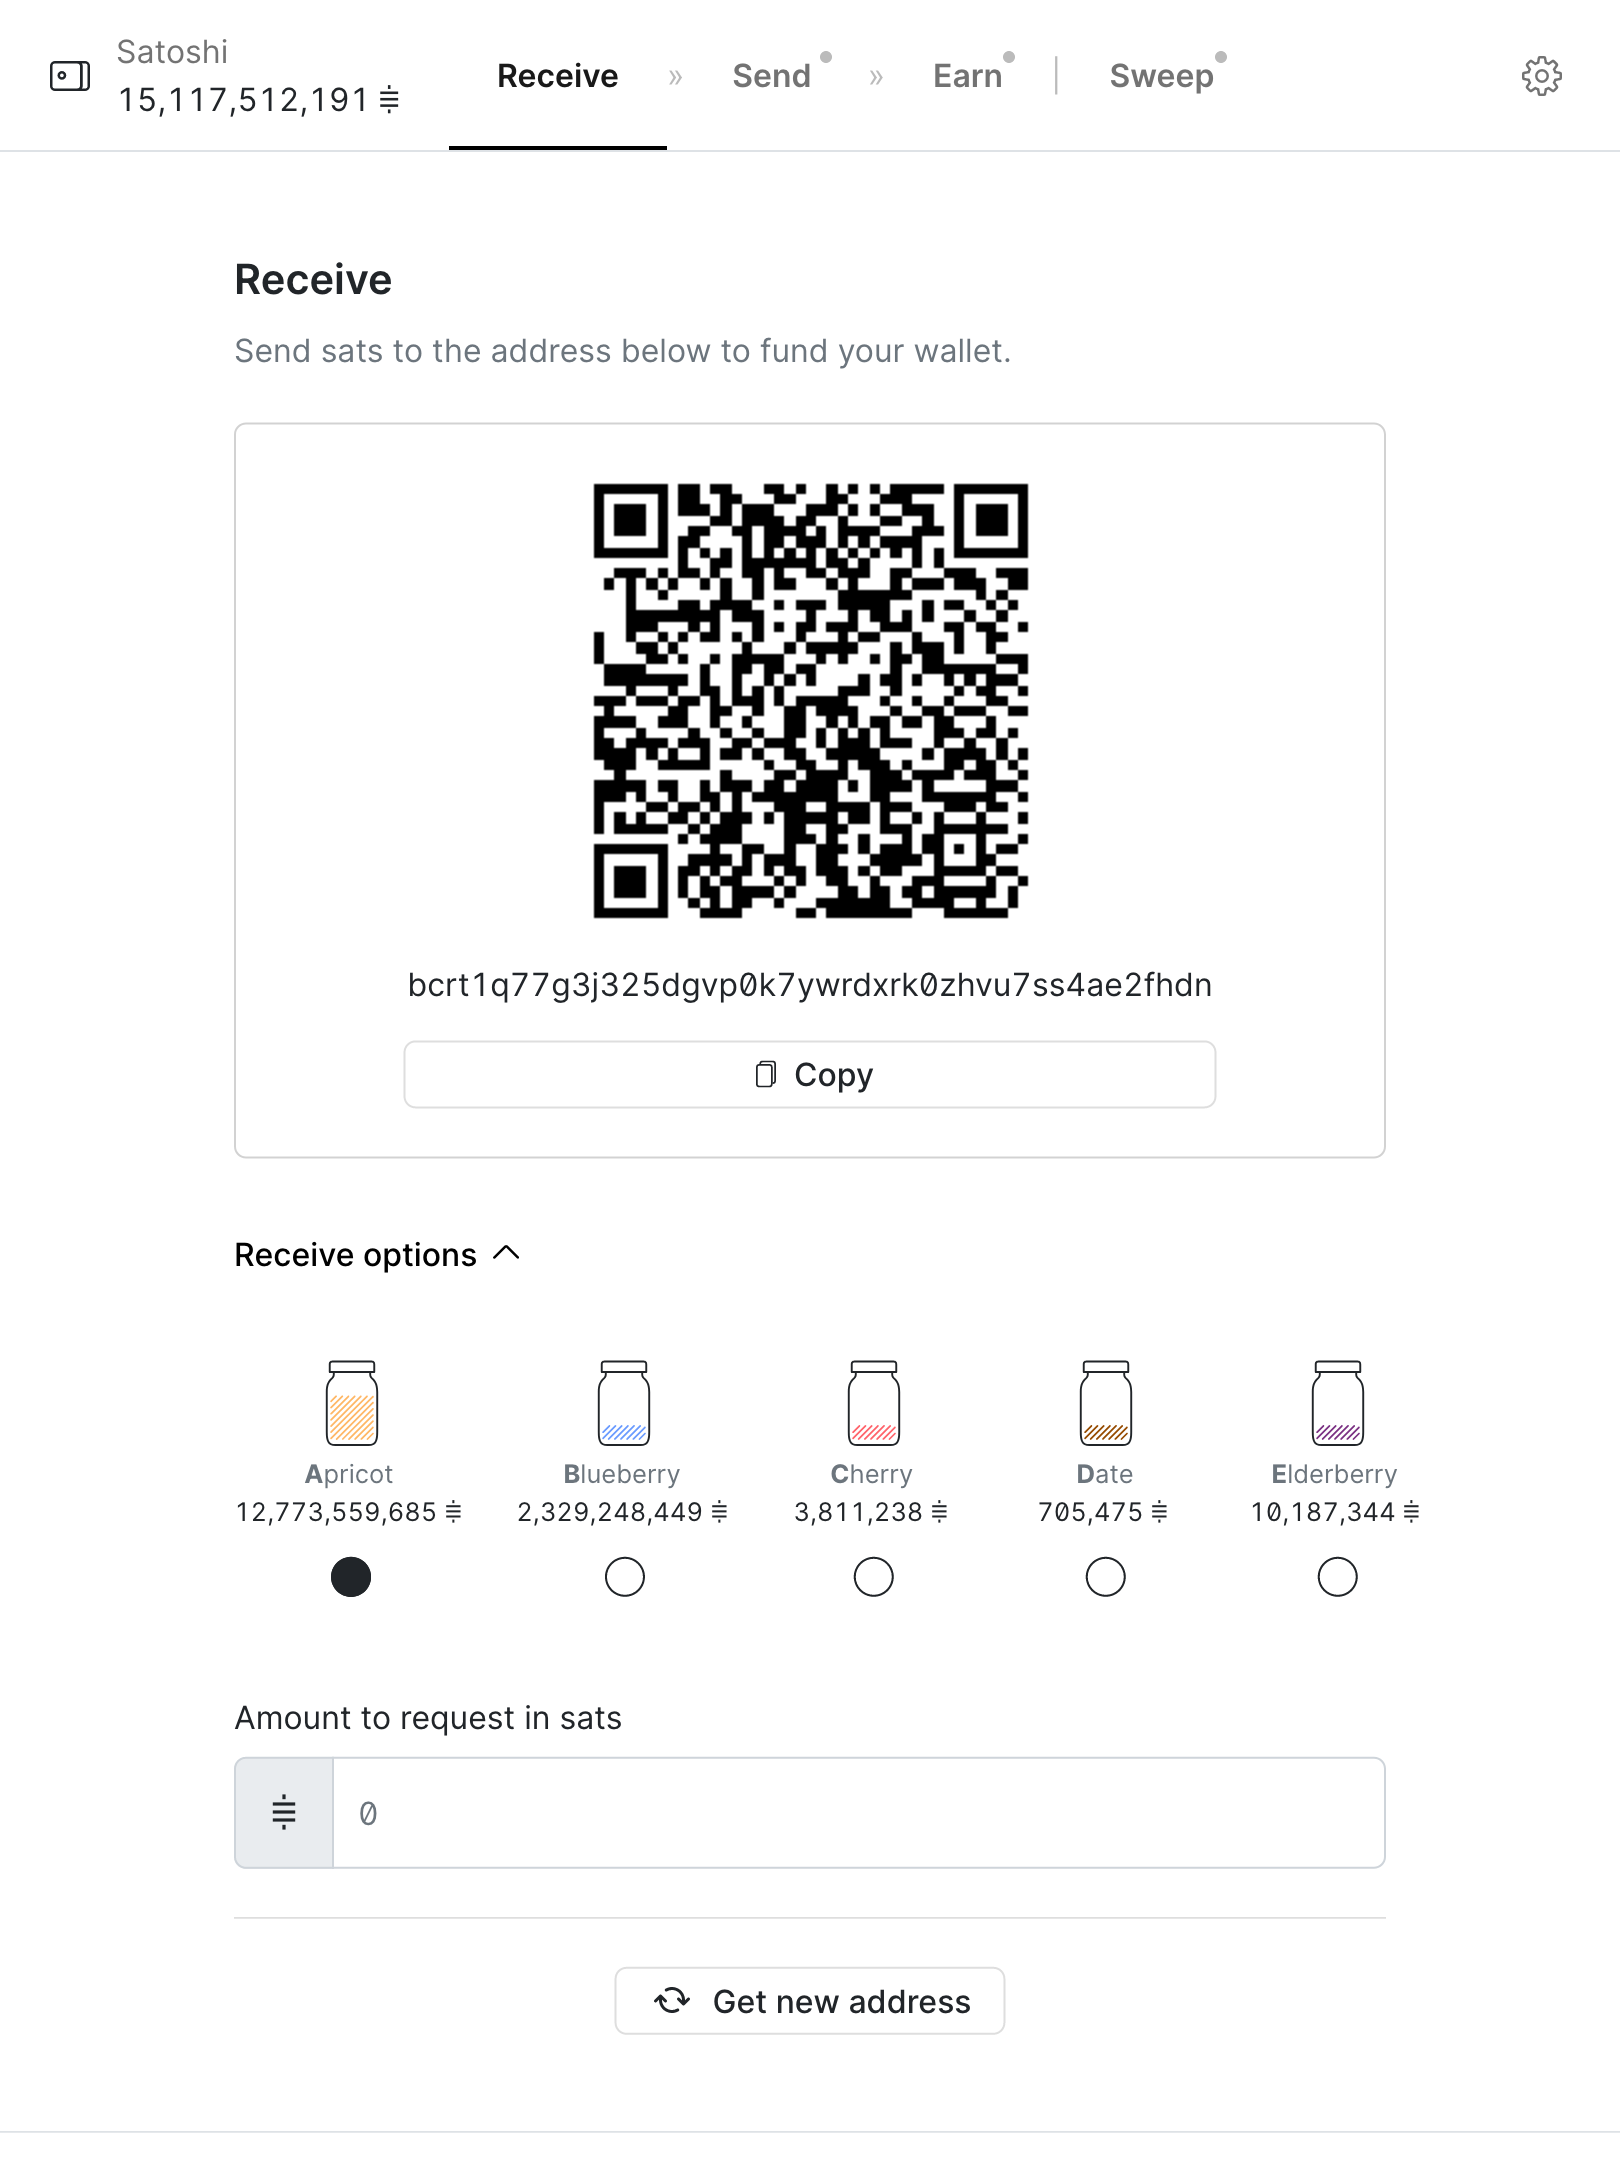 Satoshi
15,117,512,191
Receive » Send » Earn | Sweep
Receive
Send sats to the address below to fund your wallet.
bcrt1q77g3j325dgvp0k7ywrdxrk0zhvu7ss4ae2fhdn
Copy
Receive options
Apricot Blueberry Cherry Date Elderberry
12,773,559,685 2,329,248,449 3,811,238 705,475 10,187,344
Amount to request in sats
0
Get new address